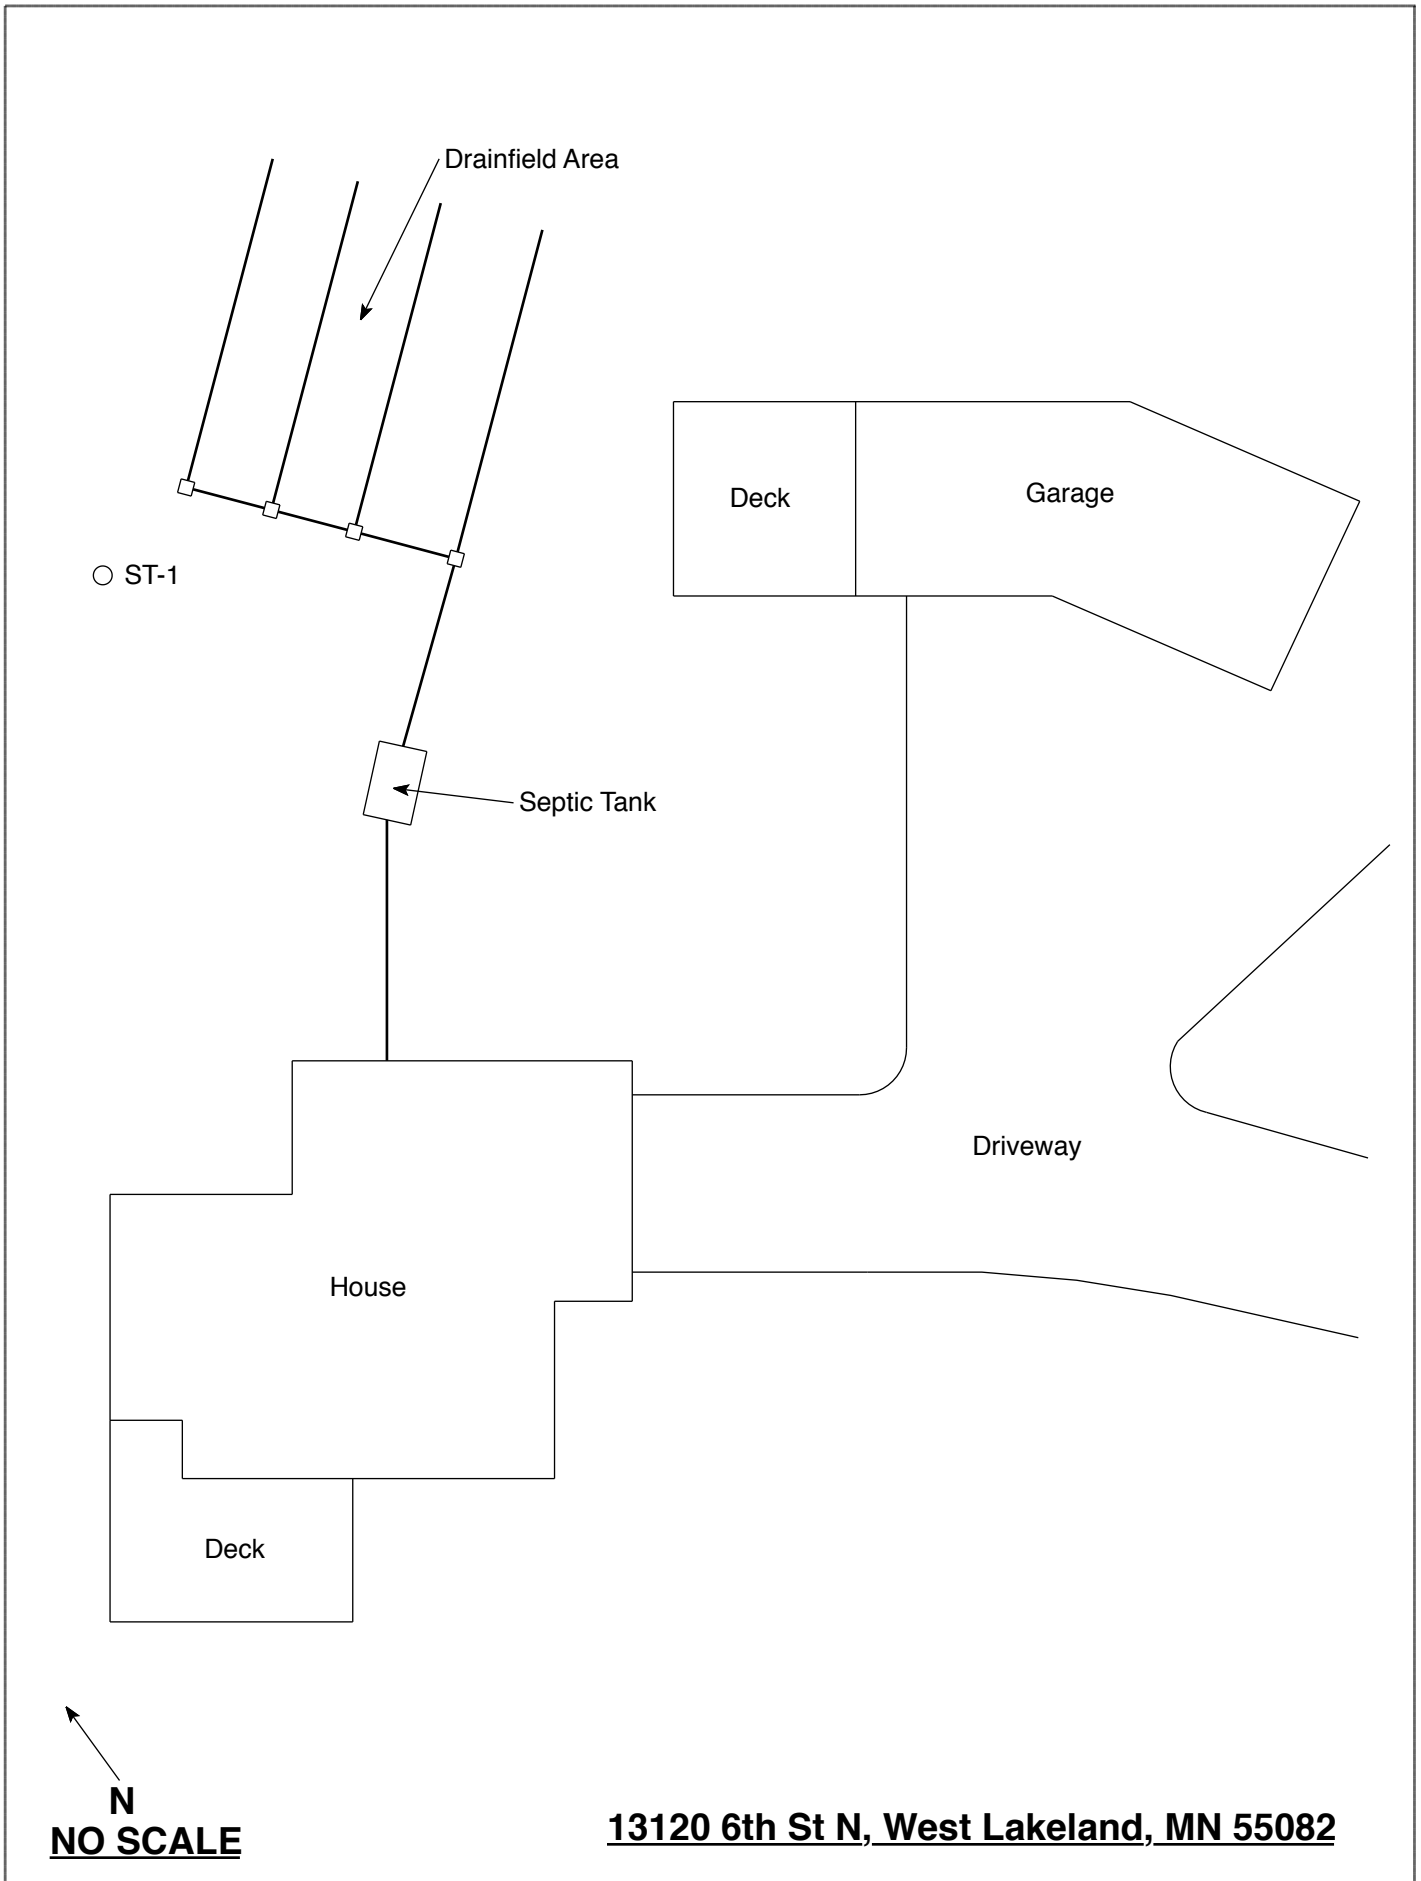 Drainfield Area
Deck
Garage
ST-1
Septic Tank
Driveway
House
Deck
N
NO SCALE
13120 6th St N, West Lakeland, MN 55082